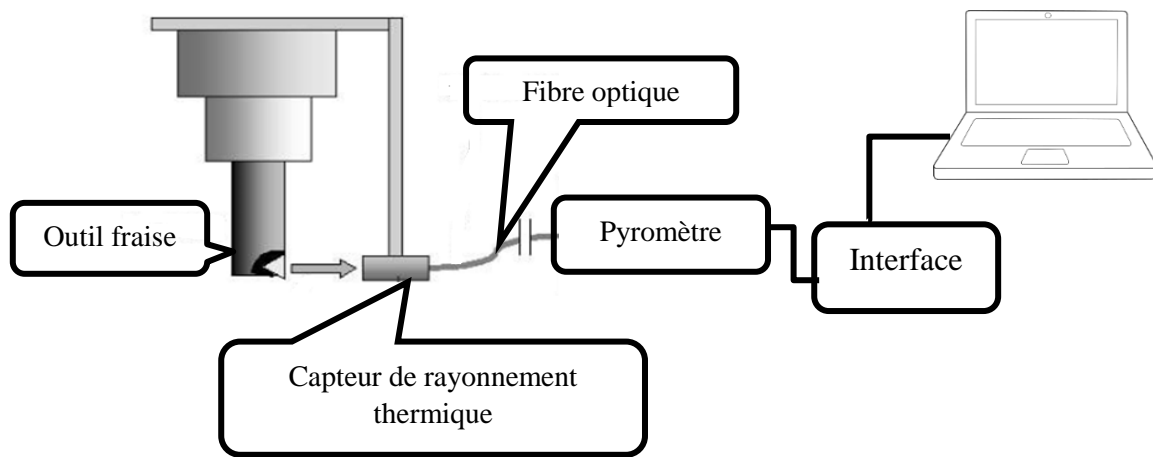 Fibre optique
Outil fraise
Pyromètre
Interface
Capteur de rayonnement
thermique